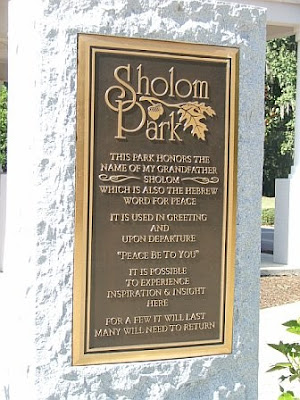 Sholom
Park
THIS PARK HONORS THE
NAME OF MY GRANDFATHER
SHOLOM
WHICH IS ALSO THE HEBREW
WORD FOR PEACE
IT IS USED IN GREETING
AND
UPON DEPARTURE
"PEACE BE TO YOU"
IT IS POSSIBLE
TO EXPERIENCE
INSPIRATION & INSIGHT
HERE
FOR A FEW IT WILL LAST
MANY WILL NEED TO RETURN